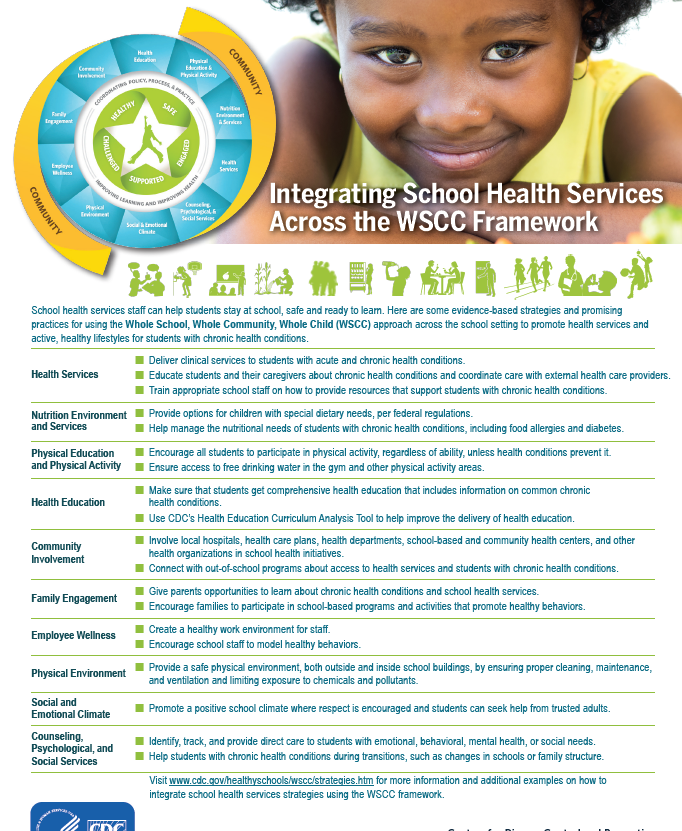 COMMUNITY
Health
Education
Physical
Education &
Physical Activity
Nutrition
Environment
& Services
Health
Services
Counseling,
Psychological, &
Social Services
Social & Emotional
Climate
Physical
Environment
Employee
Wellness
Family
Engagement
Community
Involvement
COORDINATING POLICY, PROCESS, & PRACTICE
IMPROVING LEARNING AND IMPROVING HEALTH
HEALTHY
SAFE
ENGAGED
SUPPORTED
CHALLENGED
COMMUNITY
Integrating School Health Services
Across the WSCC Framework
School health services staff can help students stay at school, safe and ready to learn. Here are some evidence-based strategies and promising
practices for using the Whole School, Whole Community, Whole Child (WSCC) approach across the school setting to promote health services and
active, healthy lifestyles for students with chronic health conditions.
Health Services
Deliver clinical services to students with acute and chronic health conditions.
Educate students and their caregivers about chronic health conditions and coordinate care with external health care providers.
Train appropriate school staff on how to provide resources that support students with chronic health conditions.
Nutrition Environment
and Services
Provide options for children with special dietary needs, per federal regulations.
Help manage the nutritional needs of students with chronic health conditions, including food allergies and diabetes.
Physical Education
and Physical Activity
Encourage all students to participate in physical activity, regardless of ability, unless health conditions prevent it.
Ensure access to free drinking water in the gym and other physical activity areas.
Health Education
Make sure that students get comprehensive health education that includes information on common chronic
health conditions.
Use CDC's Health Education Curriculum Analysis Tool to help improve the delivery of health education.
Community
Involvement
Involve local hospitals, health care plans, health departments, school-based and community health centers, and other
health organizations in school health initiatives.
Connect with out-of-school programs about access to health services and students with chronic health conditions.
Family Engagement
Give parents opportunities to learn about chronic health conditions and school health services.
Encourage families to participate in school-based programs and activities that promote healthy behaviors.
Employee Wellness
Create a healthy work environment for staff.
Encourage school staff to model healthy behaviors.
Physical Environment
Provide a safe physical environment, both outside and inside school buildings, by ensuring proper cleaning, maintenance,
and ventilation and limiting exposure to chemicals and pollutants.
Social and
Emotional Climate
Promote a positive school climate where respect is encouraged and students can seek help from trusted adults.
Counseling,
Psychological, and
Social Services
Identify, track, and provide direct care to students with emotional, behavioral, mental health, or social needs.
Help students with chronic health conditions during transitions, such as changes in schools or family structure.
Visit www.cdc.gov/healthyschools/wscc/strategies.htm for more information and additional examples on how to
integrate school health services strategies using the WSCC framework.
CDC